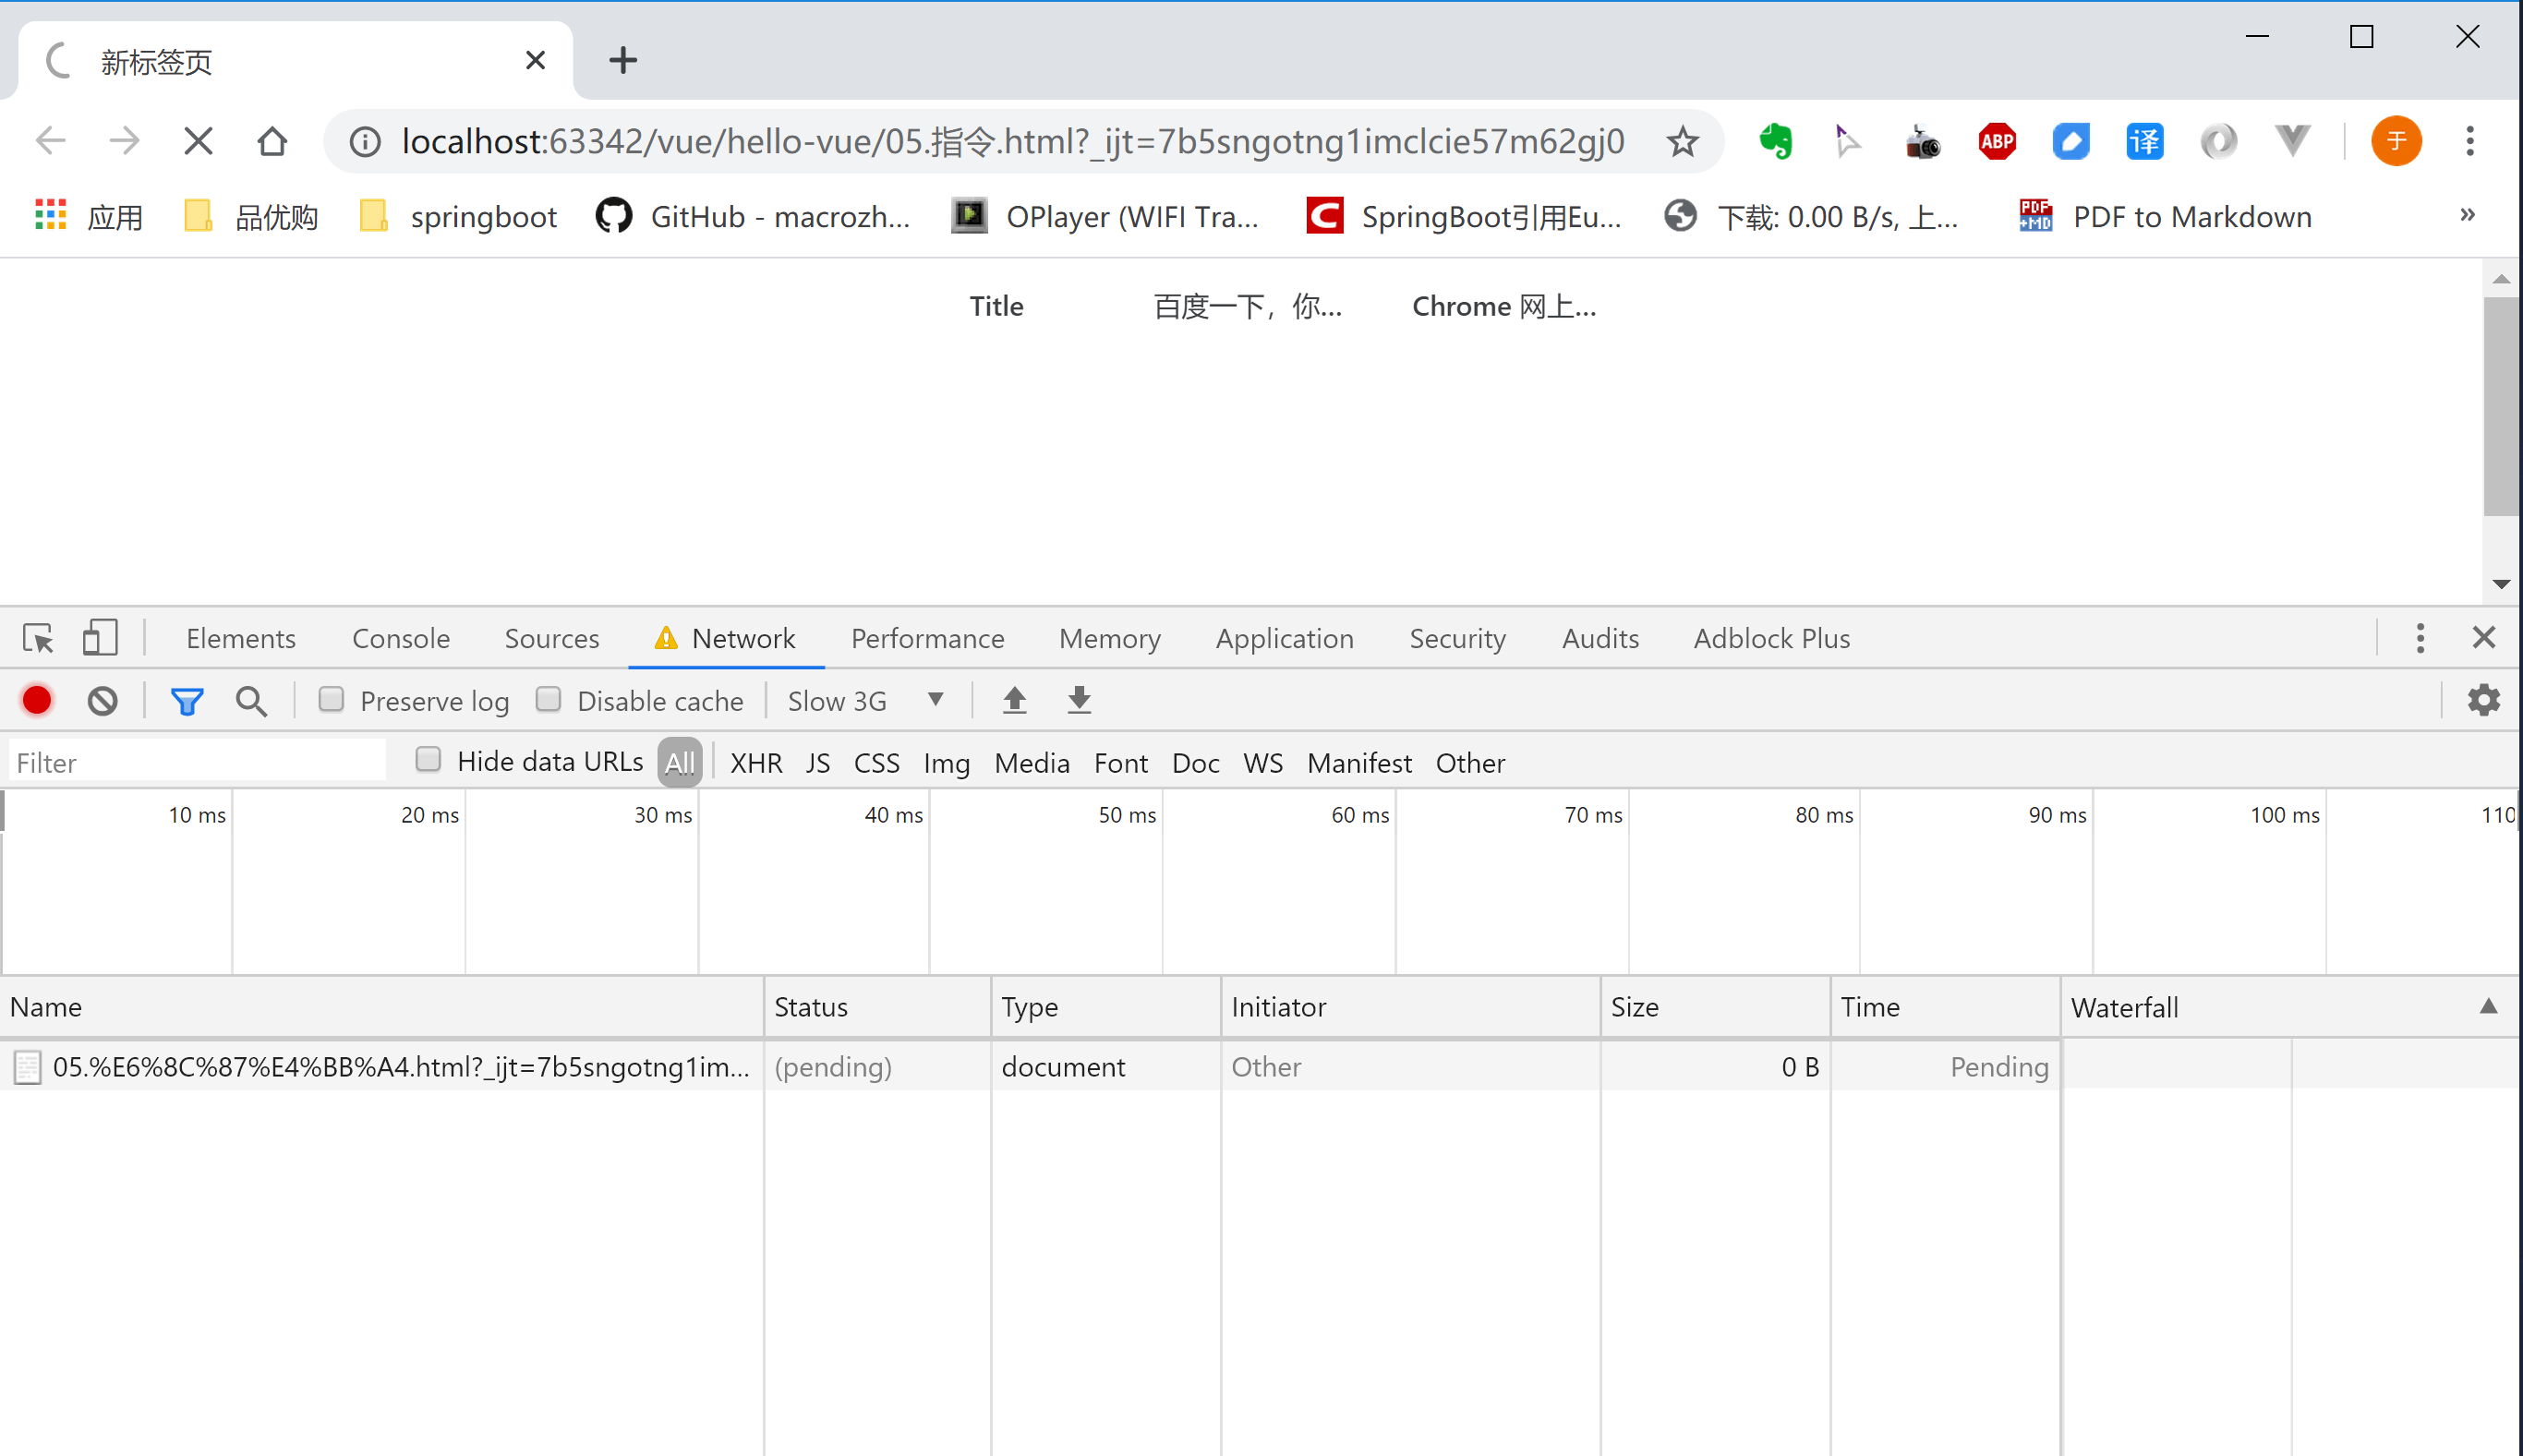 新标签页
localhost:63342/vue/hello-vue/05.指令.html?_ijt=7b5sngotng1imclcie57m62gj0
ABP
译
于
应用 品优购 springboot GitHub - macrozh... OPlayer (WIFI Tra... SpringBoot引用Eu... 下载: 0.00 B/s, 上... PDF +MD PDF to Markdown »
Title 百度一下，你... Chrome 网上...
Elements Console Sources Network Performance Memory Application Security Audits Adblock Plus
Preserve log Disable cache Slow 3G
Filter Hide data URLs All XHR JS CSS Img Media Font Doc WS Manifest Other
10 ms 20 ms 30 ms 40 ms 50 ms 60 ms 70 ms 80 ms 90 ms 100 ms 110
Name Status Type Initiator Size Time Waterfall
05.%E6%8C%87%E4%BB%A4.html?_ijt=7b5sngotng1im... (pending) document Other 0 B Pending